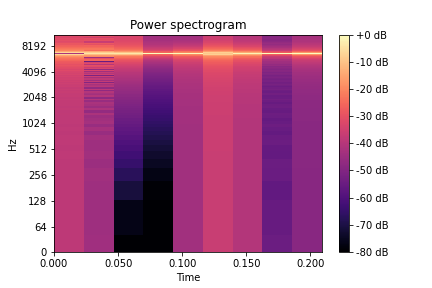 Power spectrogram
8192
4096
2048
1024
512
256
128
64
0
Hz
0.000
0.050
0.100
0.150
0.200
Time
+0 dB
-10 dB
-20 dB
-30 dB
-40 dB
-50 dB
-60 dB
-70 dB
-80 dB